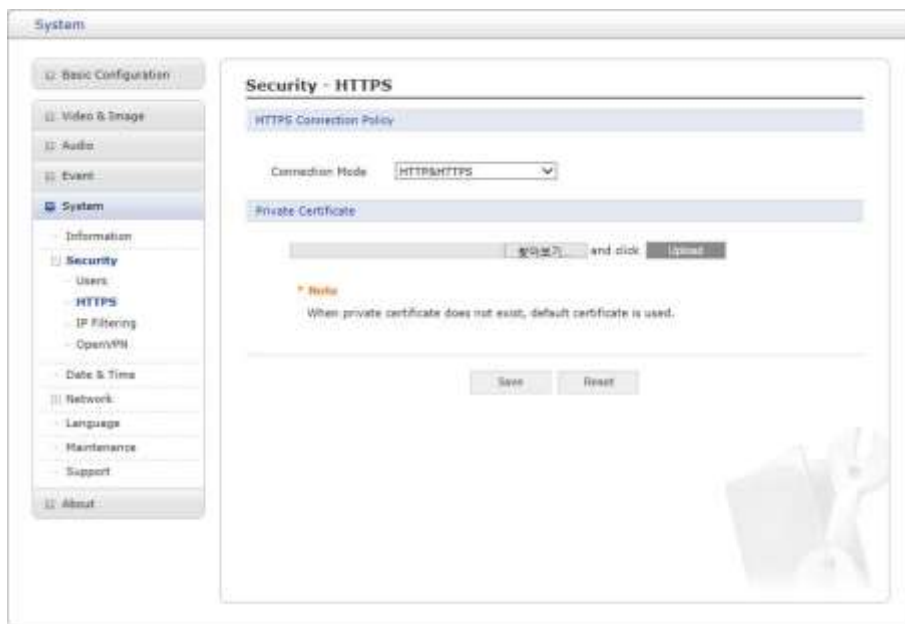 System
Basic Configuration
Video & Image
Audio
Event
System
Information
Security
Users
HTTPS
IP Filtering
OpenVPN
Date & Time
Network
Language
Maintenance
Support
About
Security - HTTPS
HTTPS Connection Policy
Connection Mode HTTP&HTTPS
Private Certificate
찾아보기... and click Upload
* Note
When private certificate does not exist, default certificate is used.
Save Reset